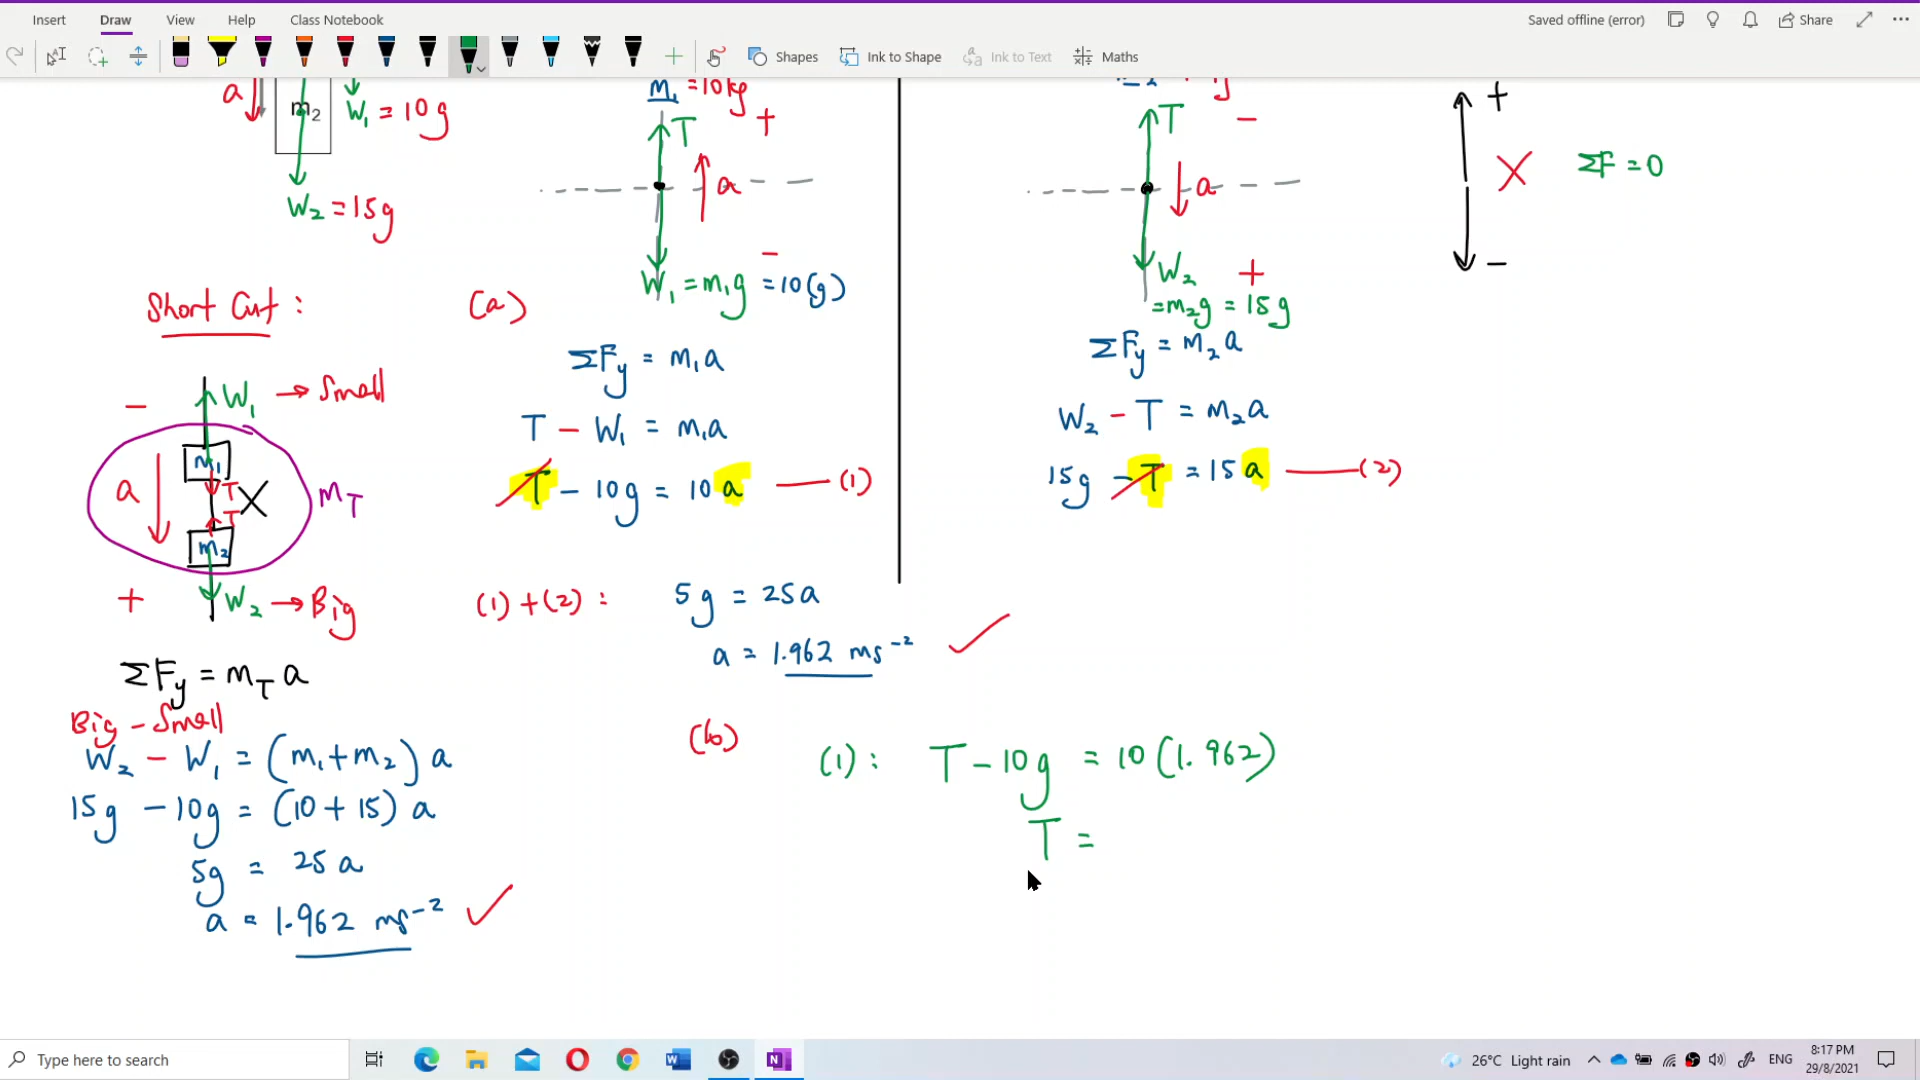 Insert Draw View Help Class Notebook
Saved offline (error) Share
Shapes Ink to Shape Ink to Text Maths
a m2 W1 = 10g
W2 = 15g
m1 = 10kg
T +
a
-
W1 = m1g = 10(g)
T -
a
W2 +
= m2g = 15g
+
X ΣF = 0
-
Short Cut :
- W1 → Small
m1
a T X mT
T
m2
+ W2 → Big
ΣFy = mT a
Big - Small
W2 - W1 = (m1+m2) a
15g - 10g = (10 + 15) a
5g = 25 a
a = 1.962 ms⁻²
(a)
ΣFy = m1a
T - W1 = m1a
T - 10g = 10a (1)
ΣFy = m2a
W2 - T = m2a
15g - T = 15a (2)
(1) + (2) : 5g = 25a
a = 1.962 ms⁻²
(b)
(1) : T - 10g = 10(1.962)
T =
Type here to search
26°C Light rain ENG 8:17 PM
29/8/2021